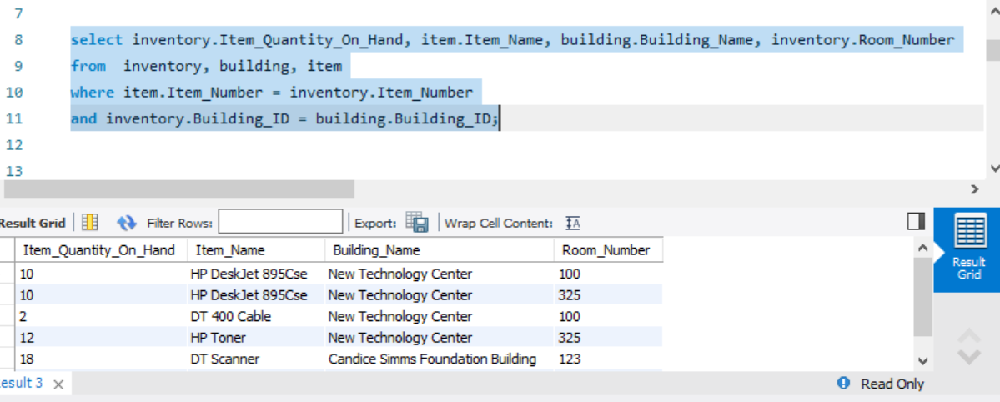 7
8 select inventory.Item_Quantity_On_Hand, item.Item_Name, building.Building_Name, inventory.Room_Number
9 from  inventory, building, item
10 where item.Item_Number = inventory.Item_Number
11 and inventory.Building_ID = building.Building_ID;
12
13
Result Grid Filter Rows: Export: Wrap Cell Content: IA
Item_Quantity_On_Hand Item_Name Building_Name Room_Number
10 HP DeskJet 895Cse New Technology Center 100
10 HP DeskJet 895Cse New Technology Center 325
2 DT 400 Cable New Technology Center 100
12 HP Toner New Technology Center 325
18 DT Scanner Candice Simms Foundation Building 123
Result
Grid
esult 3 Read Only